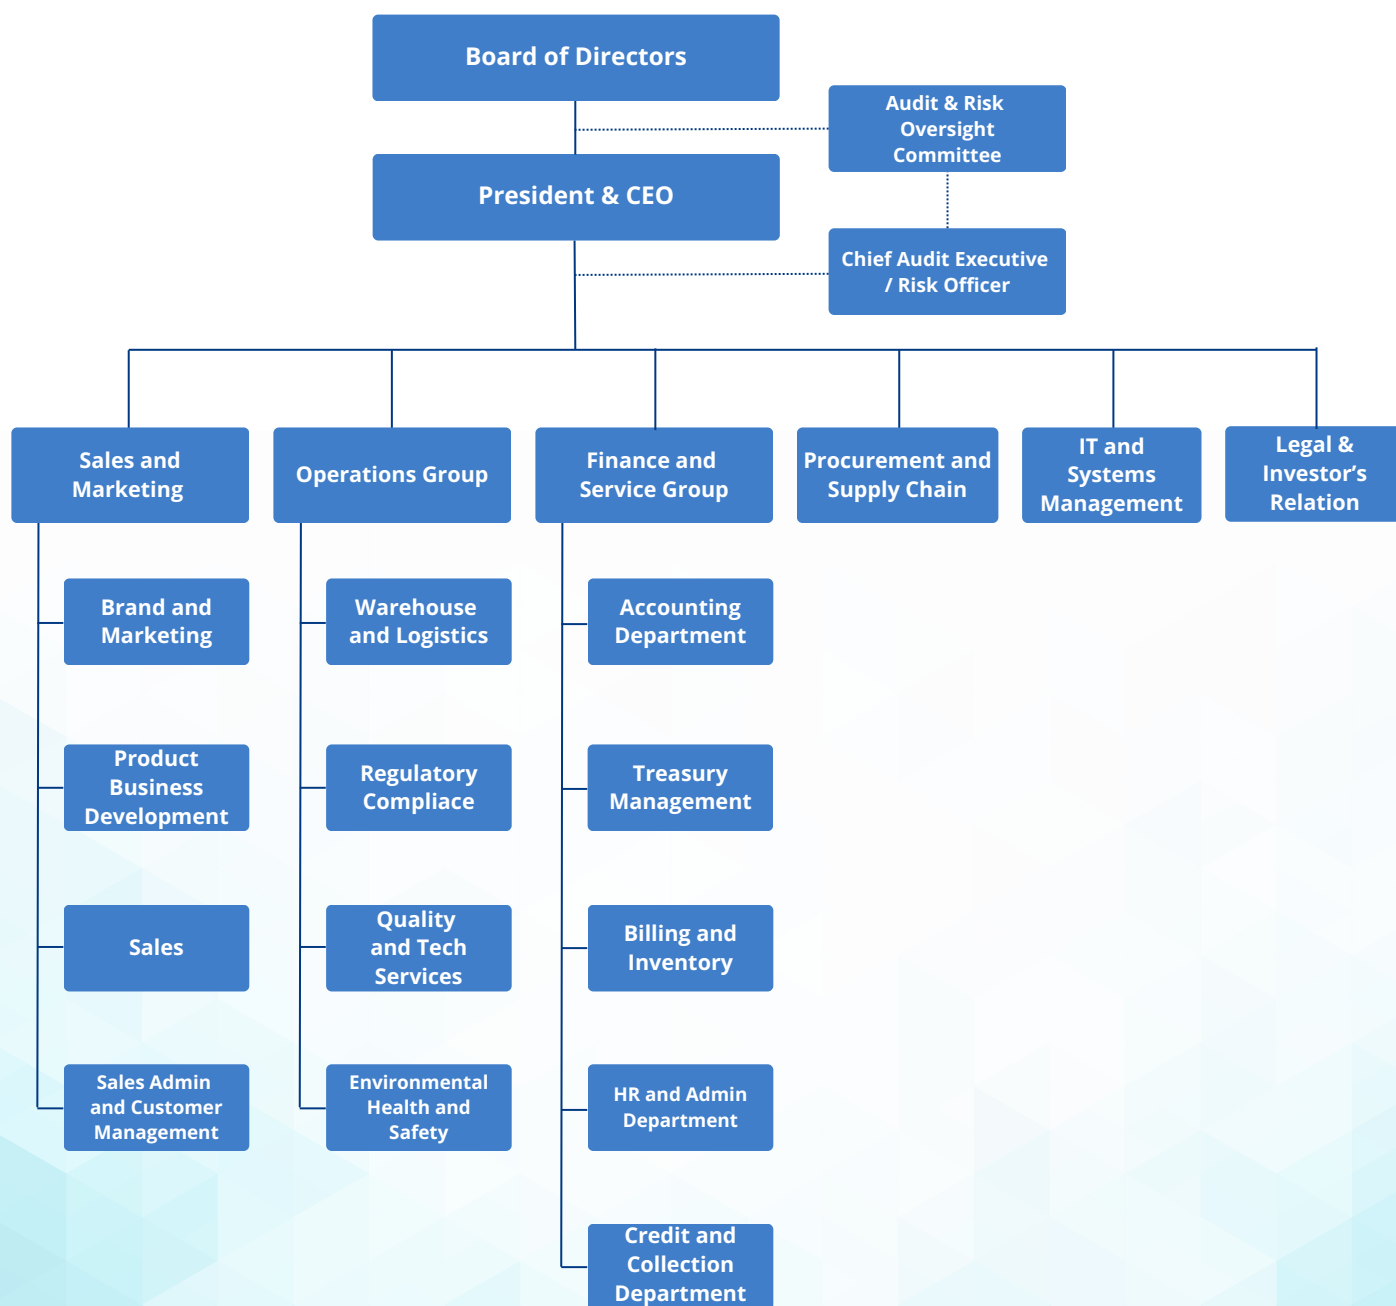 Board of Directors
Audit & Risk
Oversight
Committee
President & CEO
Chief Audit Executive
/ Risk Officer
Sales and
Marketing
Operations Group
Finance and
Service Group
Procurement and
Supply Chain
IT and
Systems
Management
Legal &
Investor’s
Relation
Brand and
Marketing
Warehouse
and Logistics
Accounting
Department
Product
Business
Development
Regulatory
Compliace
Treasury
Management
Sales
Quality
and Tech
Services
Billing and
Inventory
Sales Admin
and Customer
Management
Environmental
Health and
Safety
HR and Admin
Department
Credit and
Collection
Department